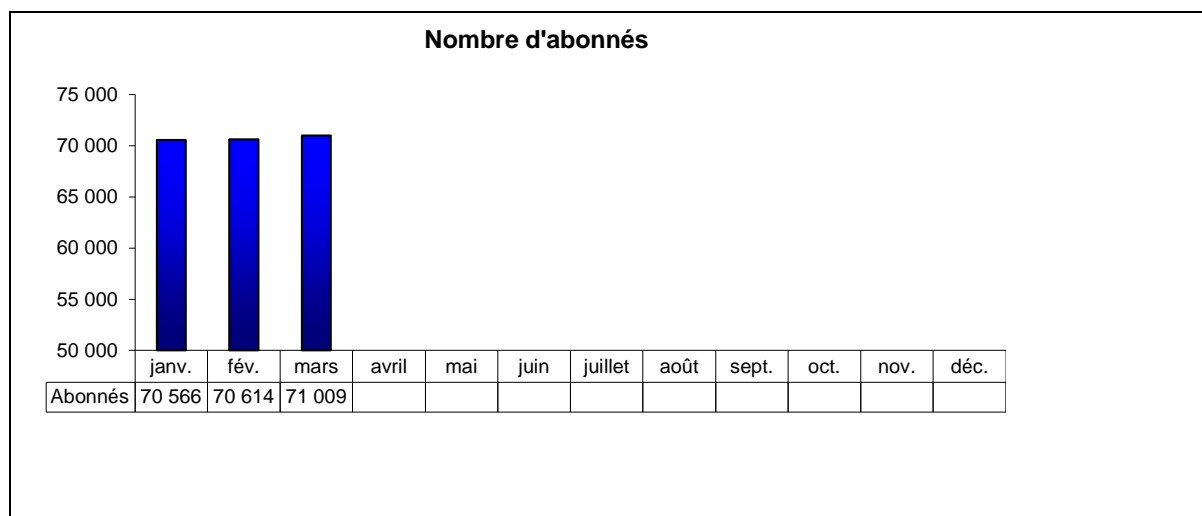 Nombre d'abonnés
75 000
70 000
65 000
60 000
55 000
50 000
janv. fév. mars avril mai juin juillet août sept. oct. nov. déc.
Abonnés 70 566 70 614 71 009